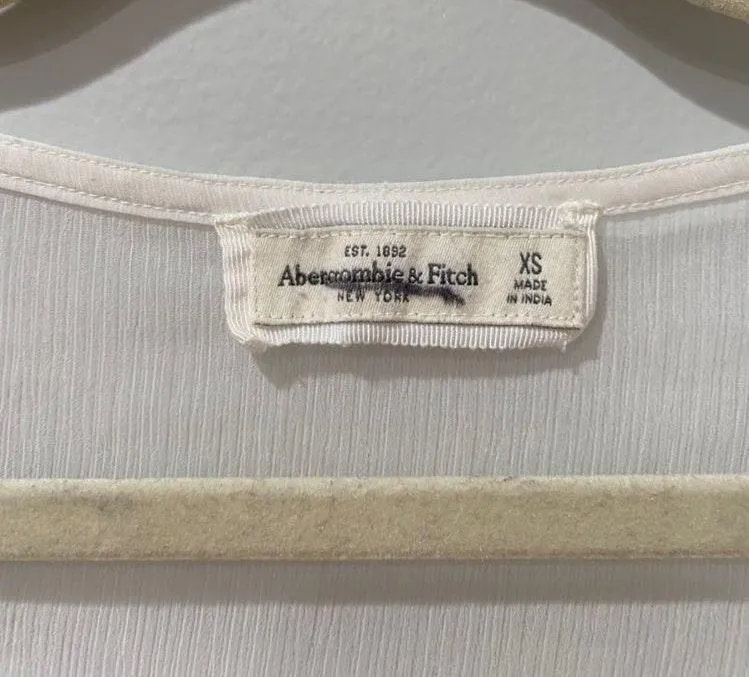 EST. 1892
Abercrombie & Fitch
NEW YORK
XS
MADE
IN INDIA